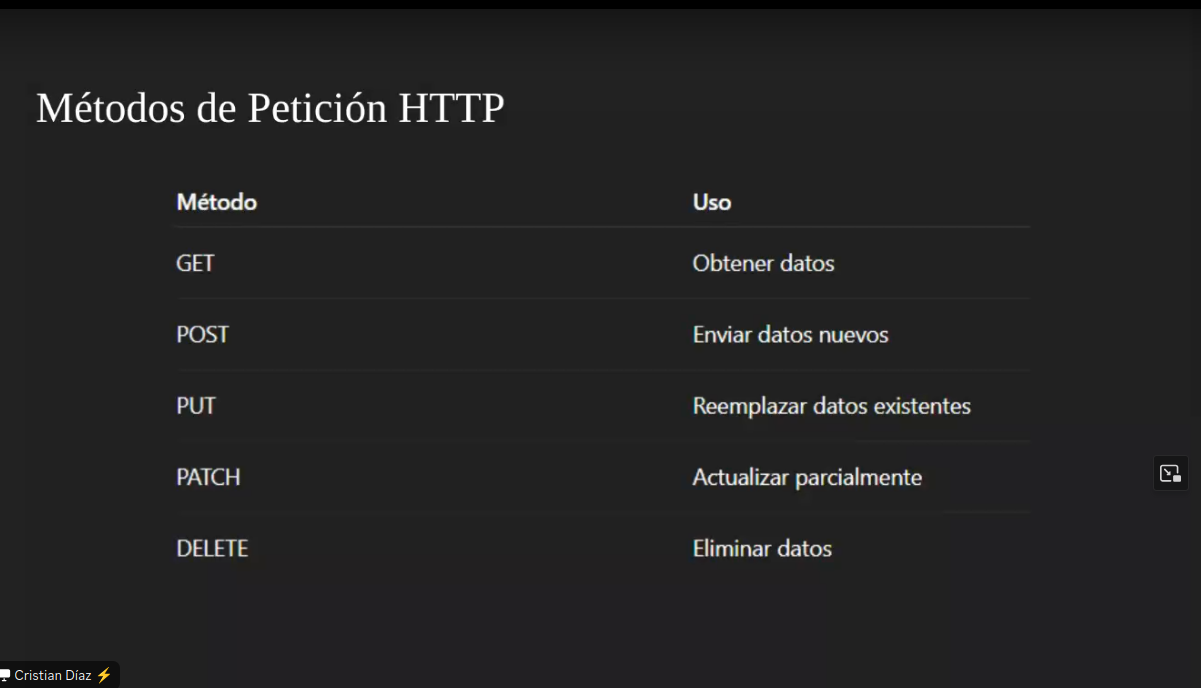 Métodos de Petición HTTP
Método Uso
GET Obtener datos
POST Enviar datos nuevos
PUT Reemplazar datos existentes
PATCH Actualizar parcialmente
DELETE Eliminar datos
Cristian Díaz ⚡